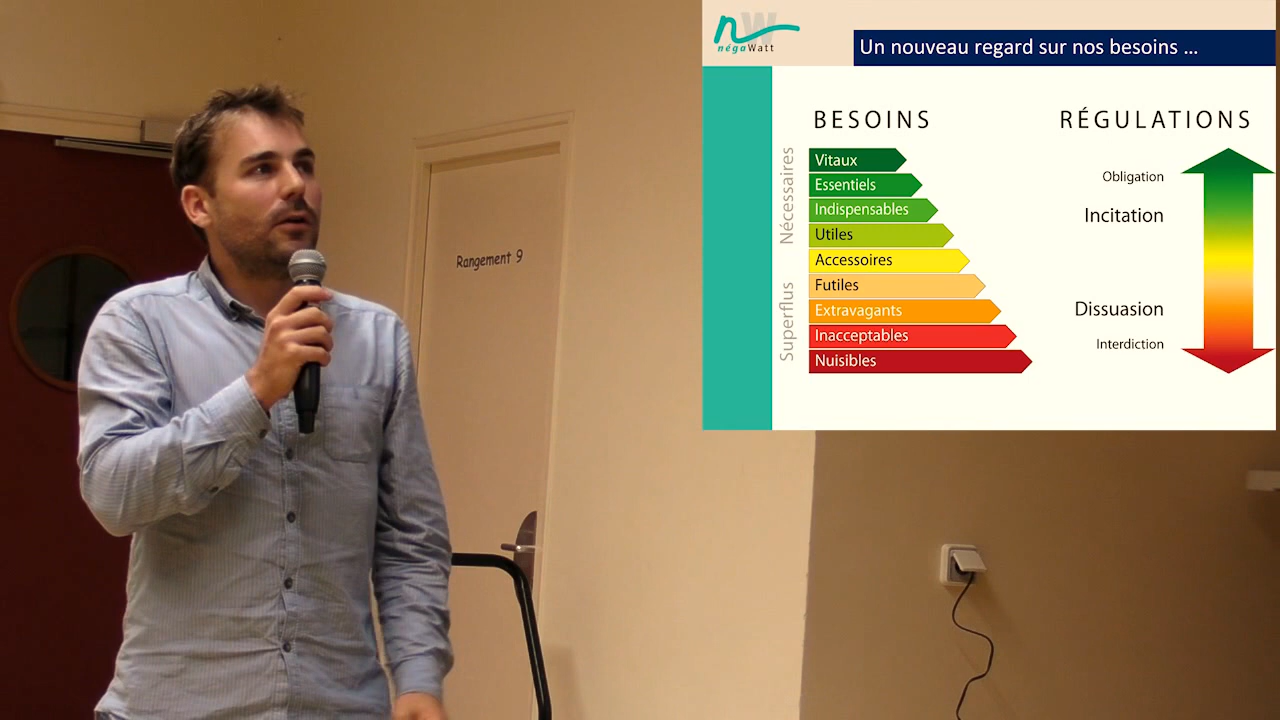 nW
négaWatt
Un nouveau regard sur nos besoins ...
BESOINS
Nécessaires
Superflus
Vitaux
Essentiels
Indispensables
Utiles
Accessoires
Futiles
Extravagants
Inacceptables
Nuisibles
RÉGULATIONS
Obligation
Incitation
Dissuasion
Interdiction
Rangement 9